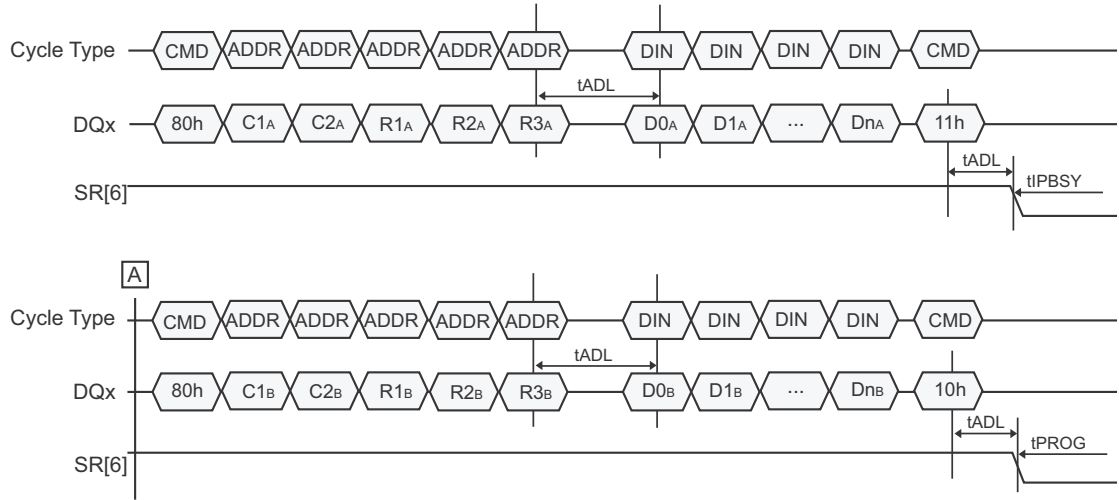 Cycle Type CMD ADDR ADDR ADDR ADDR ADDR DIN DIN DIN DIN CMD
tADL
DQx 80h C1A C2A R1A R2A R3A D0A D1A ... DnA 11h
tADL
SR[6] tIPBSY
A
Cycle Type CMD ADDR ADDR ADDR ADDR ADDR DIN DIN DIN DIN CMD
tADL
DQx 80h C1B C2B R1B R2B R3B D0B D1B ... DnB 10h
tADL
SR[6] tPROG